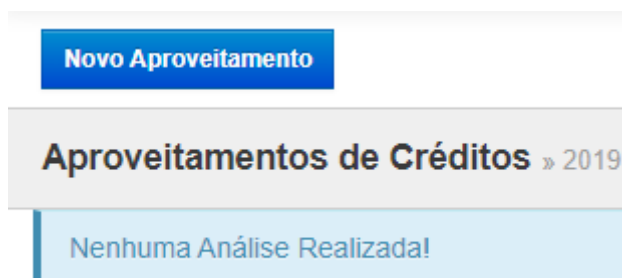 Novo Aproveitamento
Aproveitamentos de Créditos » 2019
Nenhuma Análise Realizada!